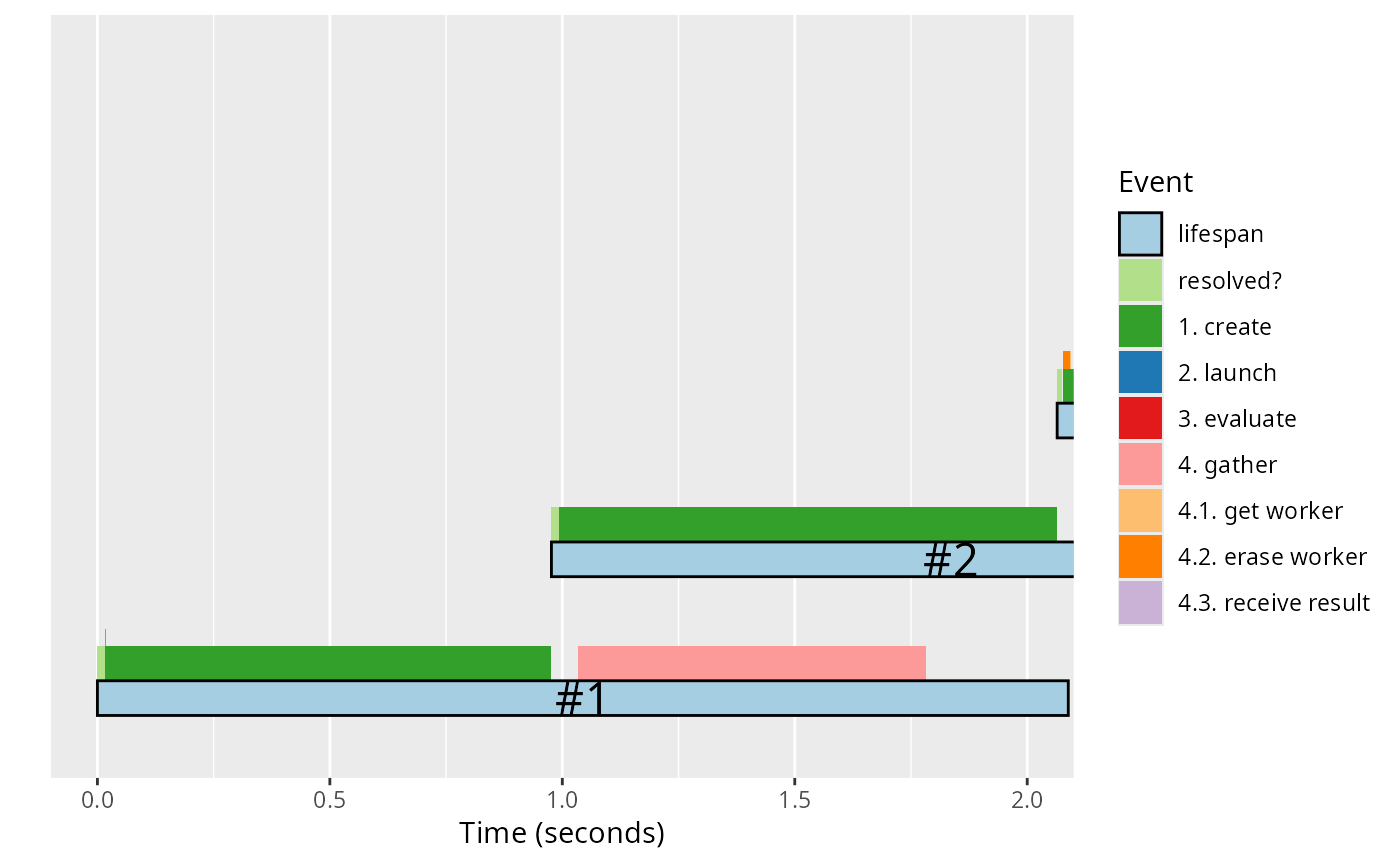 #2
#1
0.0 0.5 1.0 1.5 2.0
Time (seconds)
Event
lifespan
resolved?
1. create
2. launch
3. evaluate
4. gather
4.1. get worker
4.2. erase worker
4.3. receive result